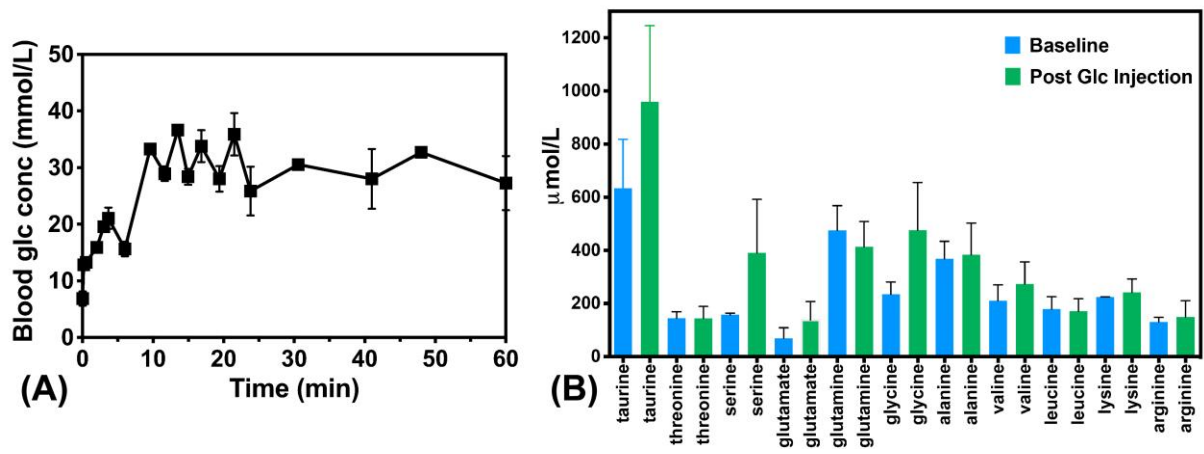 Blood glc conc (mmol/L)
50
40
30
20
10
0
0 10 20 30 40 50 60
Time (min)
(A)
μmol/L
1200
1000
800
600
400
200
0
Baseline
Post Glc Injection
taurine
taurine
threonine
threonine
serine
serine
glutamate
glutamate
glutamine
glutamine
glycine
glycine
alanine
alanine
valine
valine
leucine
leucine
lysine
lysine
arginine
arginine
(B)